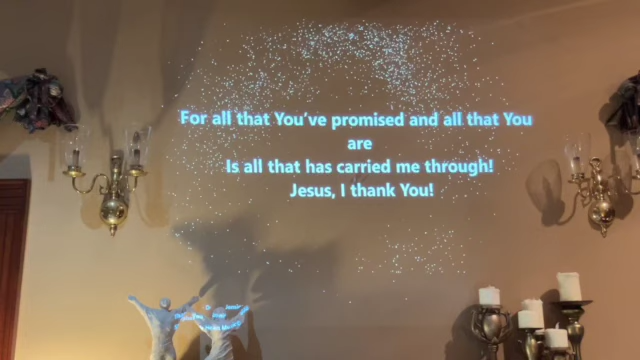 For all that You've promised and all that You
are
Is all that has carried me through!
Jesus, I thank You!